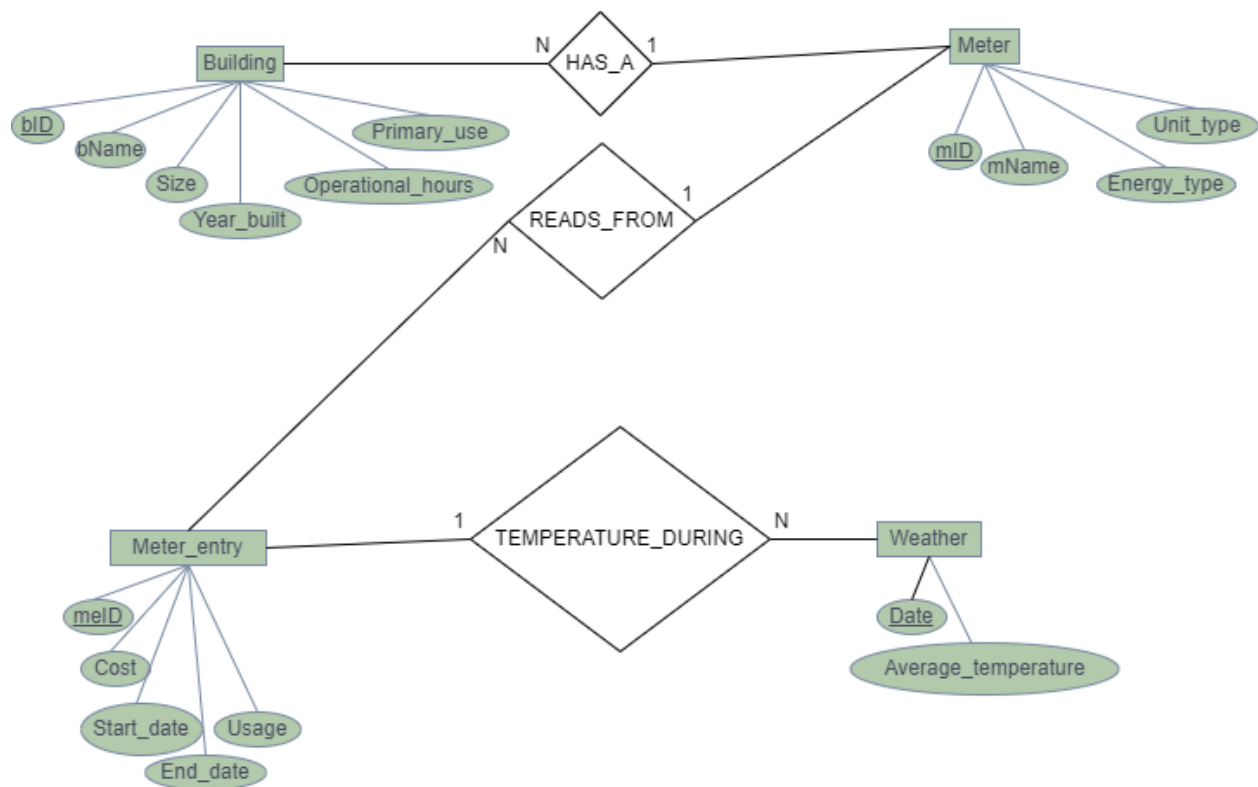 N
1
Building
HAS_A
Meter
bID
bName
Size
Year_built
Operational_hours
Primary_use
mID
mName
Energy_type
Unit_type
1
READS_FROM
N
1
TEMPERATURE_DURING
N
Meter_entry
Weather
meID
Cost
Start_date
End_date
Usage
Date
Average_temperature